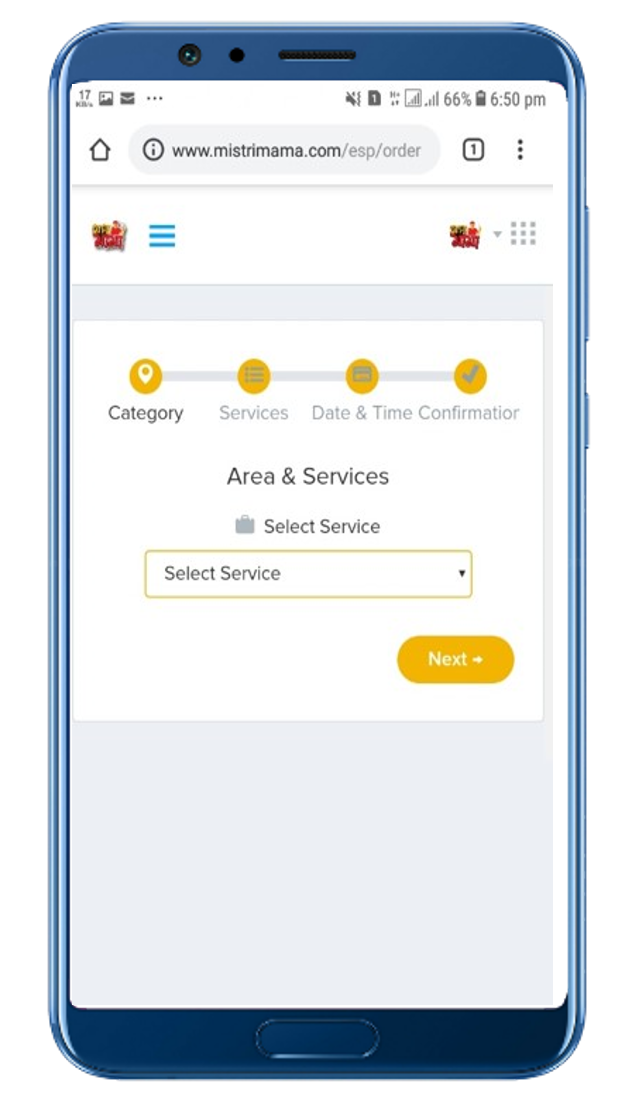 17
KB/s ... 66% 6:50 pm
www.mistrimama.com/esp/order
1
Category Services Date & Time Confirmation
Area & Services
Select Service
Select Service
Next